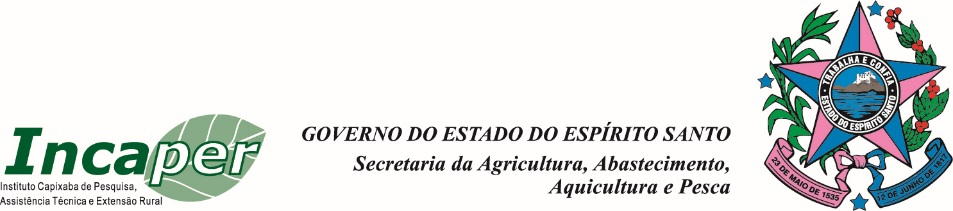 Incaper
Instituto Capixaba de Pesquisa,
Assistência Técnica e Extensão Rural
GOVERNO DO ESTADO DO ESPÍRITO SANTO
Secretaria da Agricultura, Abastecimento,
Aquicultura e Pesca
TRABALHA E CONFIA
ESTADO DO ESPÍRITO SANTO
23 DE MAIO DE 1535
12 DE JUNHO DE 1817